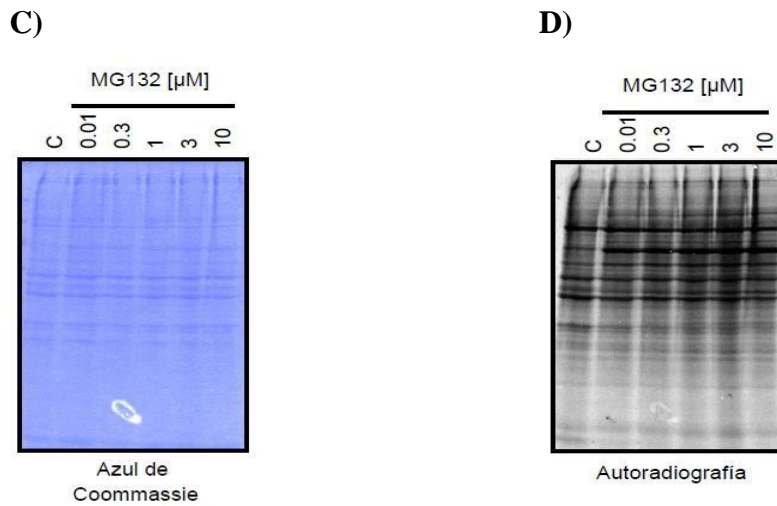 C)
MG132 [µM]
C 0.01 0.3 1 3 10
Azul de
Coommassie
D)
MG132 [µM]
C 0.01 0.3 1 3 10
Autoradiografía